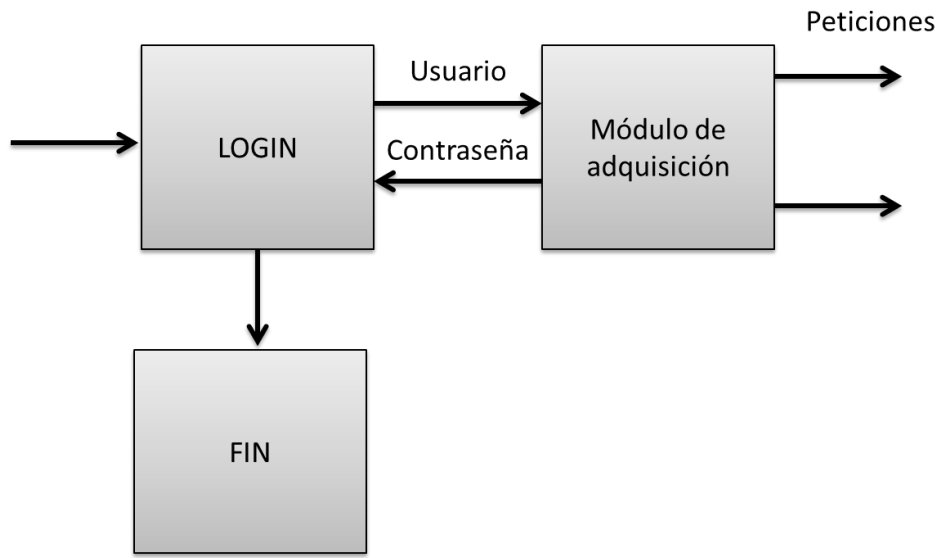 Peticiones
Usuario
LOGIN
Contraseña
Módulo de
adquisición
FIN